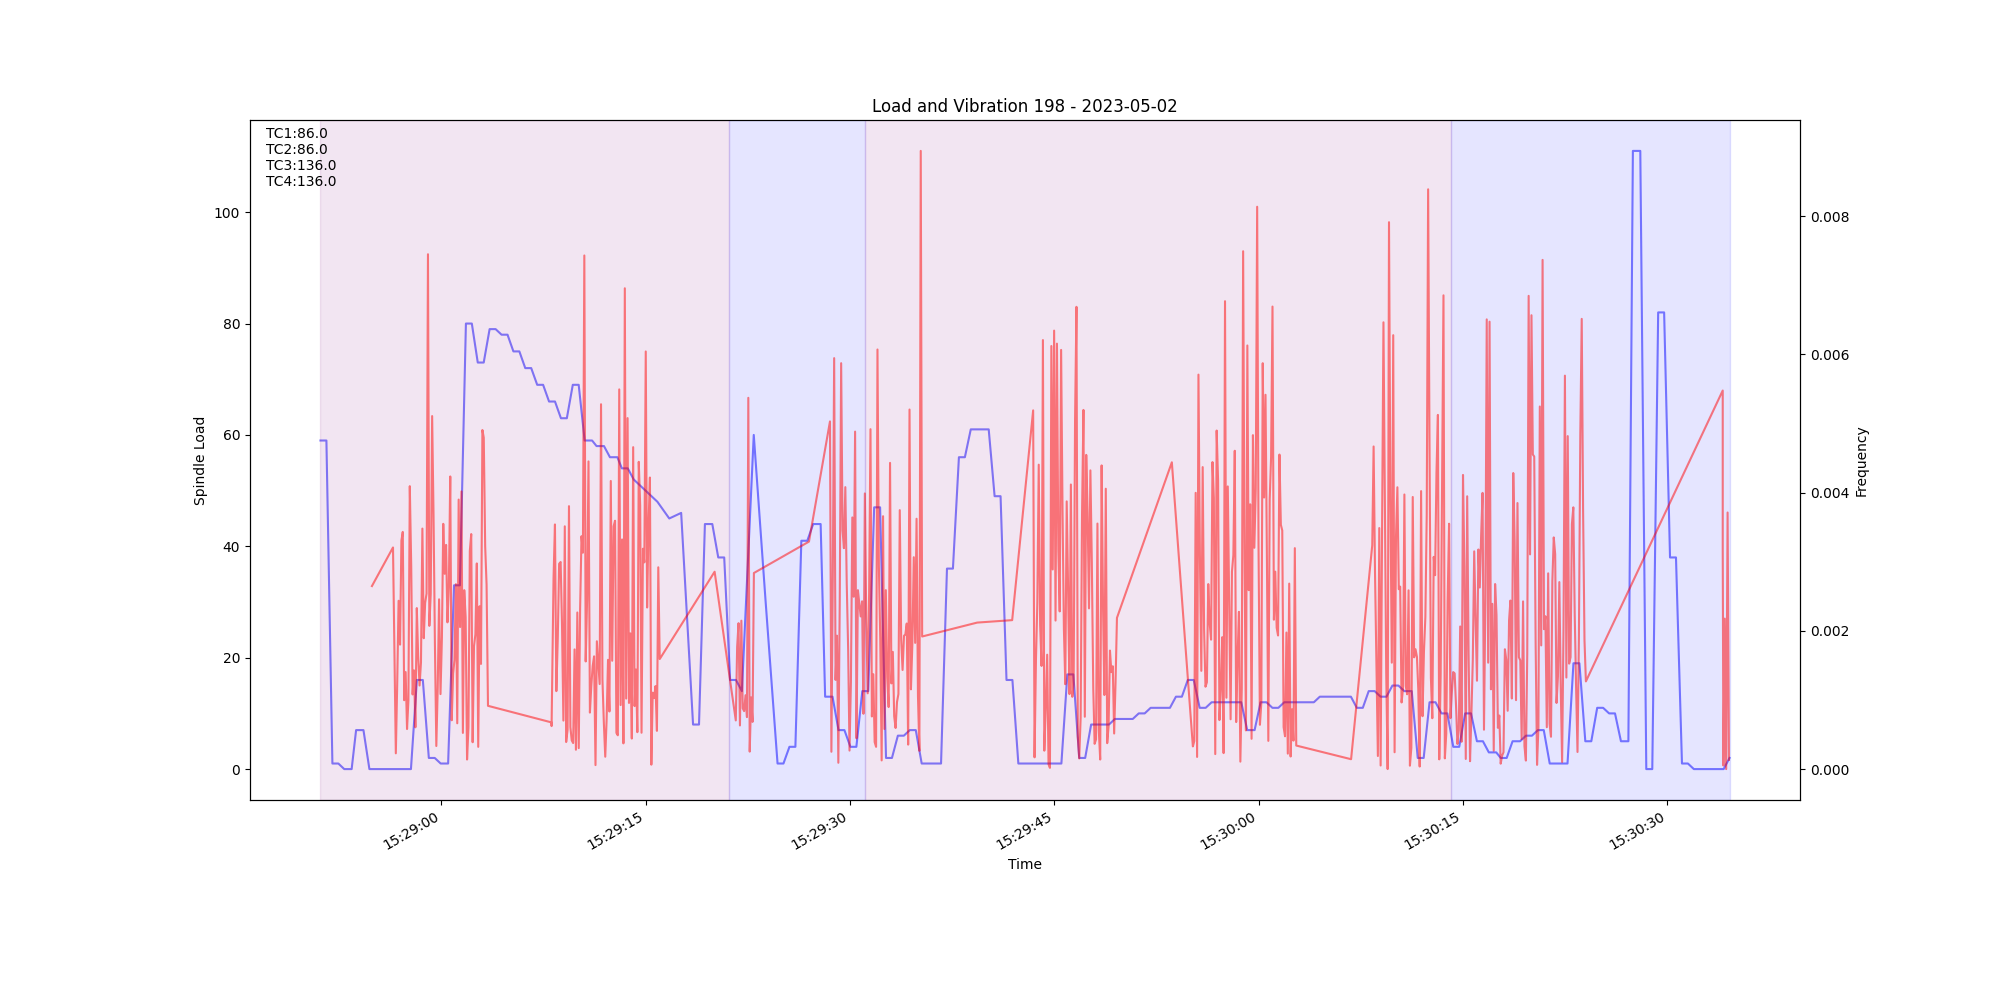 Load and Vibration 198 - 2023-05-02
TC1:86.0
TC2:86.0
TC3:136.0
TC4:136.0
100
80
60
40
20
0
Spindle Load
0.008
0.006
0.004
0.002
0.000
Frequency
15:29:00
15:29:15
15:29:30
15:29:45
15:30:00
15:30:15
15:30:30
Time